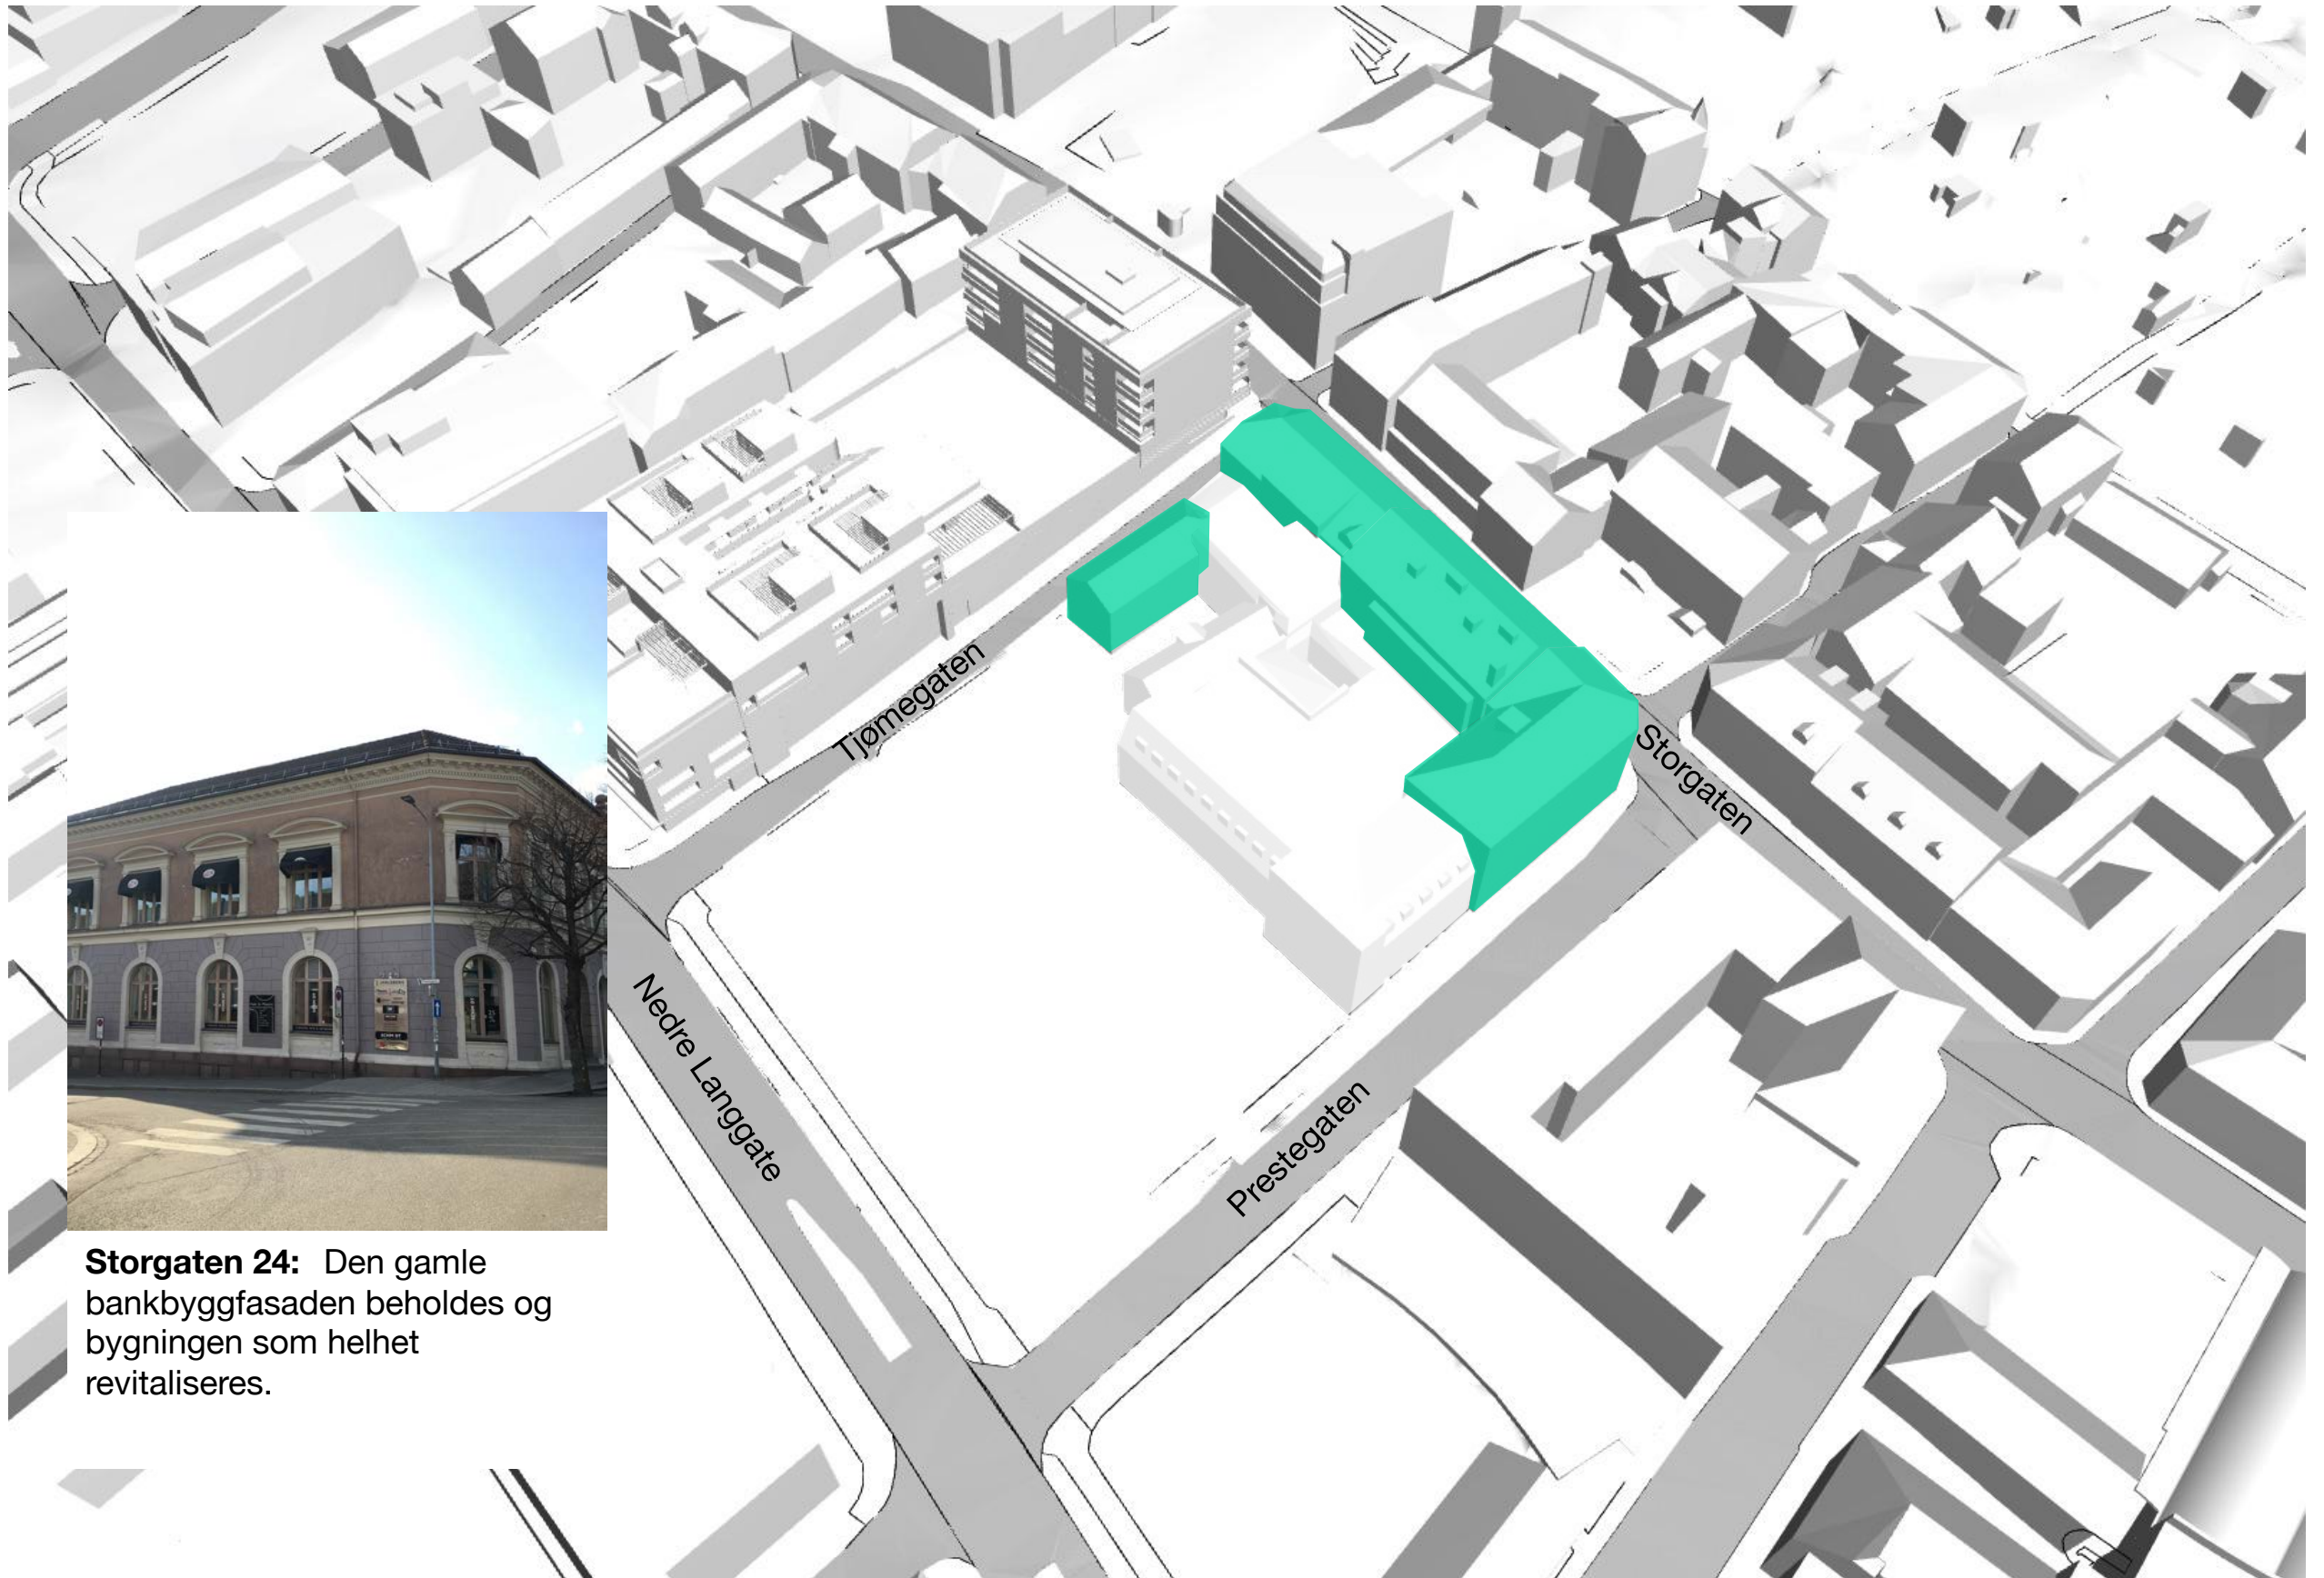 Tjømegaten
Storgaten
Nedre Langgate
Prestegaten
Storgaten 24: Den gamle
bankbyggfasaden beholdes og
bygningen som helhet
revitaliseres.